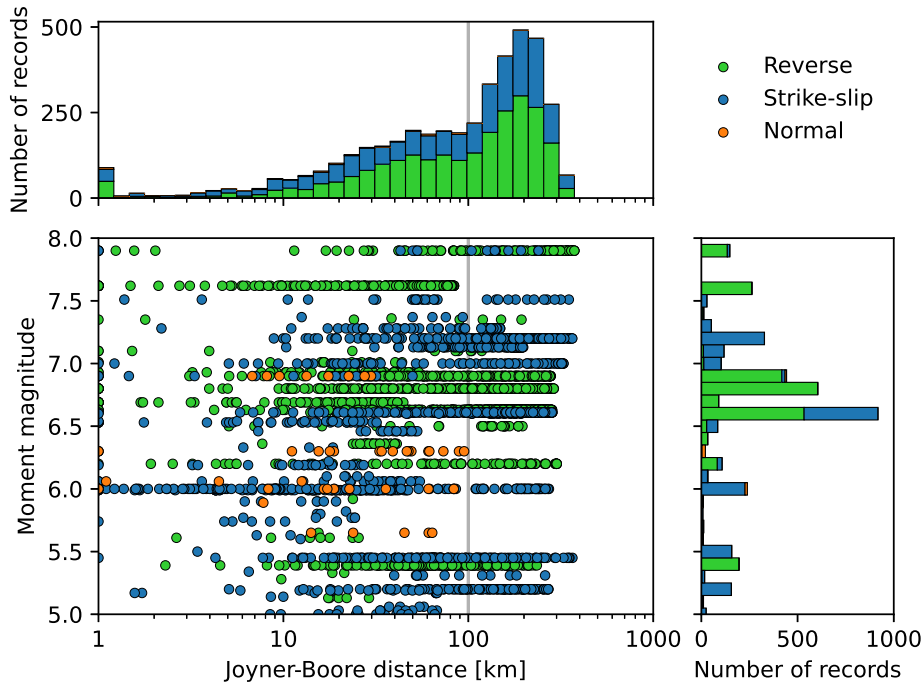 Number of records
500
250
0
Reverse
Strike-slip
Normal
Moment magnitude
8.0
7.5
7.0
6.5
6.0
5.5
5.0
1
10
100
1000
Joyner-Boore distance [km]
0
500
1000
Number of records